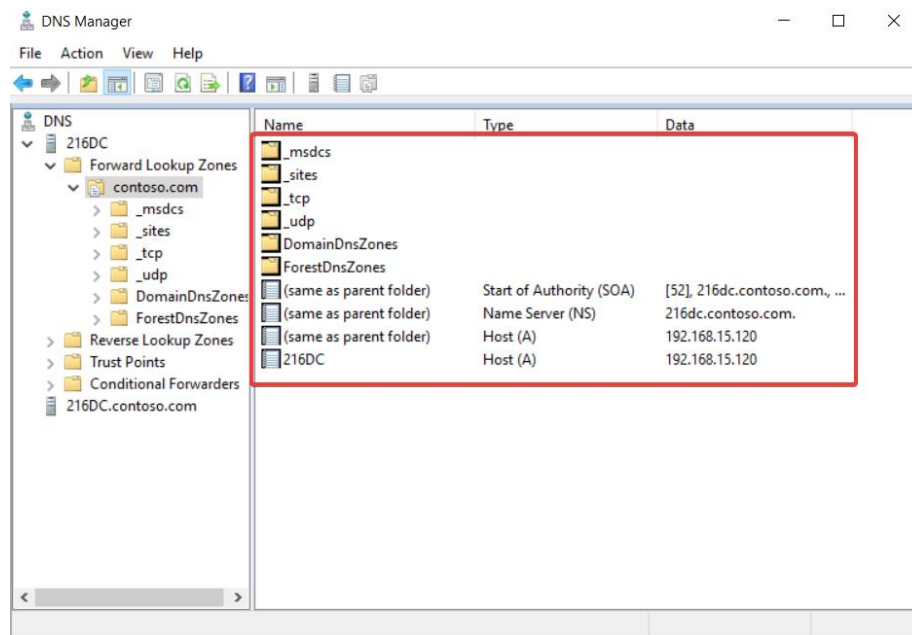 DNS Manager
File Action View Help
DNS
216DC
Forward Lookup Zones
contoso.com
_msdcs
_sites
_tcp
_udp
DomainDnsZones
ForestDnsZones
Reverse Lookup Zones
Trust Points
Conditional Forwarders
216DC.contoso.com
Name Type Data
_msdcs
_sites
_tcp
_udp
DomainDnsZones
ForestDnsZones
(same as parent folder) Start of Authority (SOA) [52], 216dc.contoso.com., ...
(same as parent folder) Name Server (NS) 216dc.contoso.com.
(same as parent folder) Host (A) 192.168.15.120
216DC Host (A) 192.168.15.120